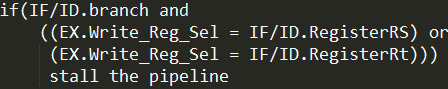 if(IF/ID.branch and
((EX.Write_Reg_Sel = IF/ID.RegisterRS) or
(EX.Write_Reg_Sel = IF/ID.RegisterRt)))
stall the pipeline